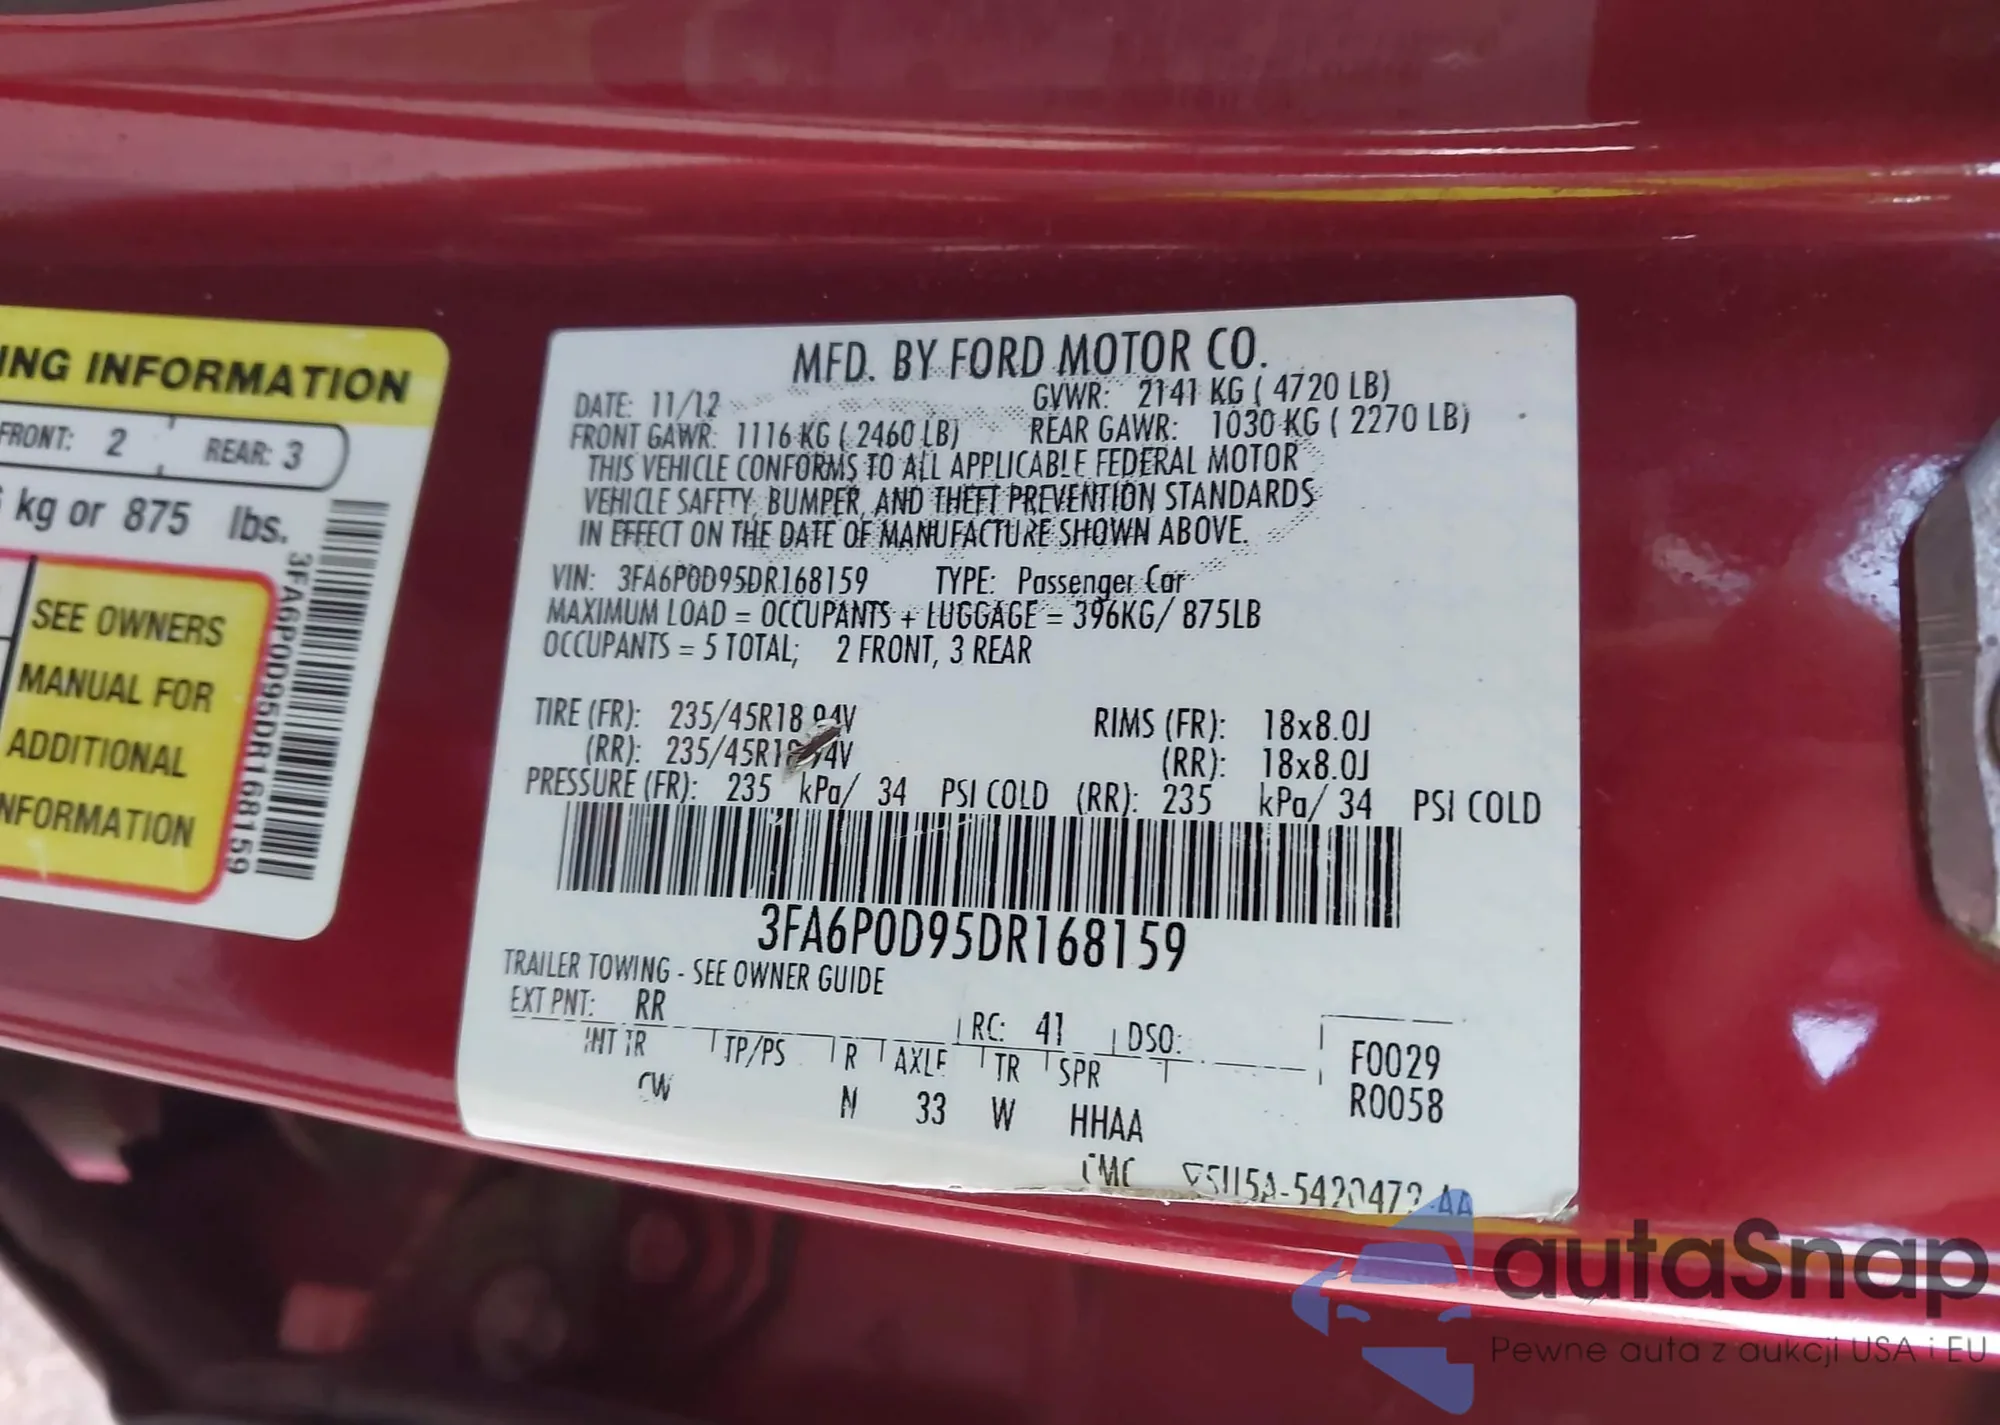 ING INFORMATION
FRONT: 2 REAR: 3
kg or 875 lbs.
SEE OWNERS
MANUAL FOR
ADDITIONAL
NFORMATION
3FA6P0D95DR168159
MFD. BY FORD MOTOR CO.
DATE: 11/12 GVWR: 2141 KG ( 4720 LB)
FRONT GAWR: 1116 KG ( 2460 LB) REAR GAWR: 1030 KG ( 2270 LB)
THIS VEHICLE CONFORMS TO ALL APPLICABLE FEDERAL MOTOR
VEHICLE SAFETY, BUMPER, AND THEFT PREVENTION STANDARDS
IN EFFECT ON THE DATE OF MANUFACTURE SHOWN ABOVE.
VIN: 3FA6P0D95DR168159 TYPE: Passenger Car
MAXIMUM LOAD = OCCUPANTS + LUGGAGE = 396KG/ 875LB
OCCUPANTS = 5 TOTAL; 2 FRONT, 3 REAR
TIRE (FR): 235/45R18 94V RIMS (FR): 18x8.0J
(RR): 235/45R18 94V (RR): 18x8.0J
PRESSURE (FR): 235 kPa/ 34 PSI COLD (RR): 235 kPa/ 34 PSI COLD
3FA6P0D95DR168159
TRAILER TOWING - SEE OWNER GUIDE
EXT PNT: RR RC: 41 DSO:
INT TR TP/PS R AXLE TR SPR F0029
CW N 33 W HHAA R0058
autaSnap
Pewne auta z aukcji USA i EU